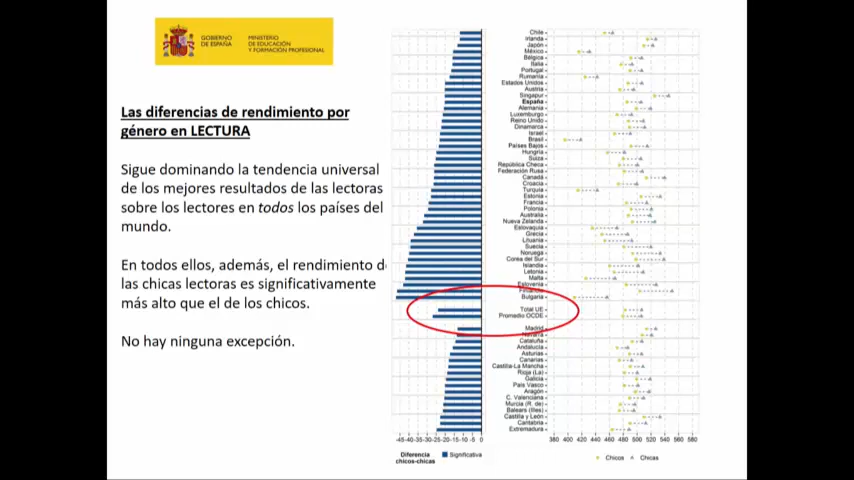 GOBIERNO
DE ESPAÑA
MINISTERIO
DE EDUCACIÓN
Y FORMACIÓN PROFESIONAL
Las diferencias de rendimiento por
género en LECTURA
Sigue dominando la tendencia universal
de los mejores resultados de las lectoras
sobre los lectores en todos los países del
mundo.
En todos ellos, además, el rendimiento de
las chicas lectoras es significativamente
más alto que el de los chicos.
No hay ninguna excepción.
Chile
Irlanda
Japón
México
Bélgica
Italia
Portugal
Rumanía
Estados Unidos
Austria
Singapur
España
Alemania
Luxemburgo
Reino Unido
Dinamarca
Israel
Brasil
Países Bajos
Hungría
Suiza
República Checa
Federación Rusa
Canadá
Croacia
Turquía
Estonia
Francia
Polonia
Australia
Nueva Zelanda
Eslovaquia
Grecia
Lituania
Suecia
Noruega
Corea del Sur
Islandia
Letonia
Malta
Eslovenia
Finlandia
Bulgaria
Total UE
Promedio OCDE
Madrid
Navarra
Cataluña
Andalucía
Asturias
Canarias
Castilla-La Mancha
Rioja (La)
Galicia
País Vasco
Aragón
C. Valenciana
Murcia (R. de)
Balears (Illes)
Castilla y León
Cantabria
Extremadura
-45 -40 -35 -30 -25 -20 -15 -10 -5 0
380 400 420 440 460 480 500 520 540 560 580
Diferencia
chicos-chicas
Significativa
Chicos
Chicas